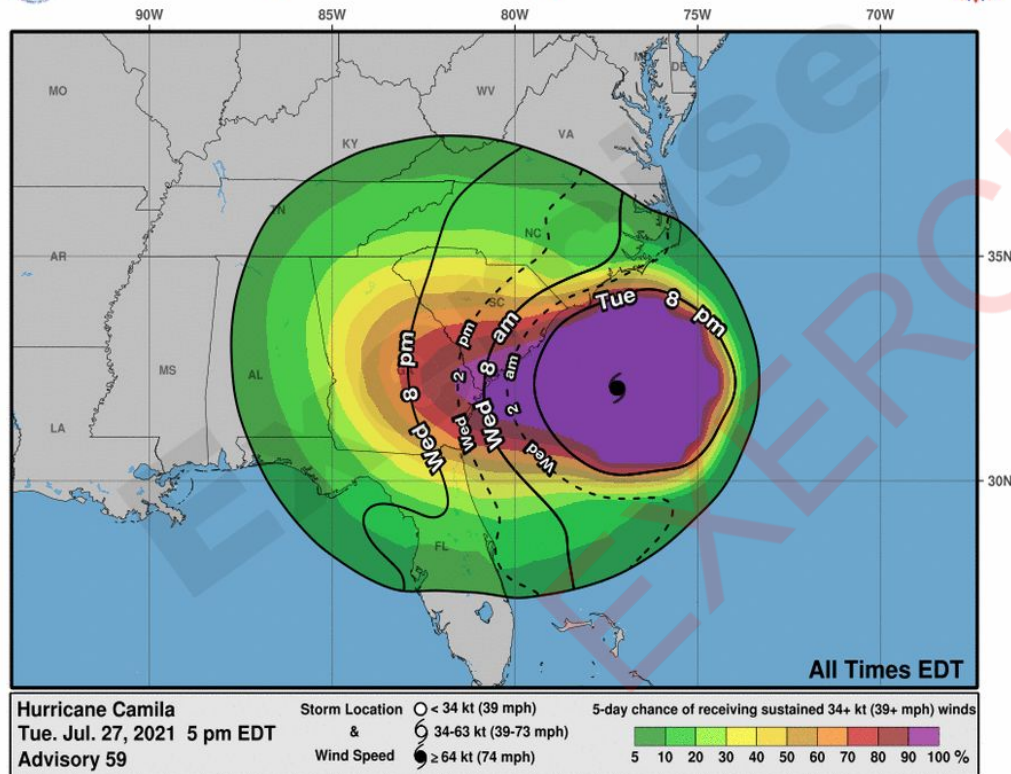 90W 85W 80W 75W 70W
MO
WV
MD
DE
KY
VA
TN
NC
AR
35N
SC
Tue 8 pm
Wed 8 pm
Wed 2 pm
Wed 8 am
Wed 2 am
MS
AL
LA
30N
FL
Exercise
EXERCI
All Times EDT
Hurricane Camila
Tue. Jul. 27, 2021 5 pm EDT
Advisory 59
Storm Location
&
Wind Speed
< 34 kt (39 mph)
34-63 kt (39-73 mph)
≥ 64 kt (74 mph)
5-day chance of receiving sustained 34+ kt (39+ mph) winds
5 10 20 30 40 50 60 70 80 90 100 %